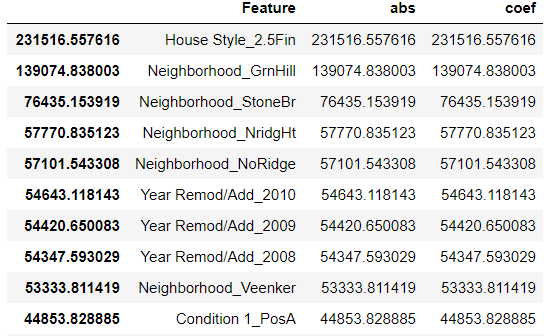 Feature abs coef
231516.557616 House Style_2.5Fin 231516.557616 231516.557616
139074.838003 Neighborhood_GrnHill 139074.838003 139074.838003
76435.153919 Neighborhood_StoneBr 76435.153919 76435.153919
57770.835123 Neighborhood_NridgHt 57770.835123 57770.835123
57101.543308 Neighborhood_NoRidge 57101.543308 57101.543308
54643.118143 Year Remod/Add_2010 54643.118143 54643.118143
54420.650083 Year Remod/Add_2009 54420.650083 54420.650083
54347.593029 Year Remod/Add_2008 54347.593029 54347.593029
53333.811419 Neighborhood_Veenker 53333.811419 53333.811419
44853.828885 Condition 1_PosA 44853.828885 44853.828885